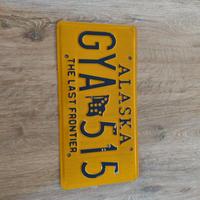 ALASKA
GYA 515
THE LAST FRONTIER